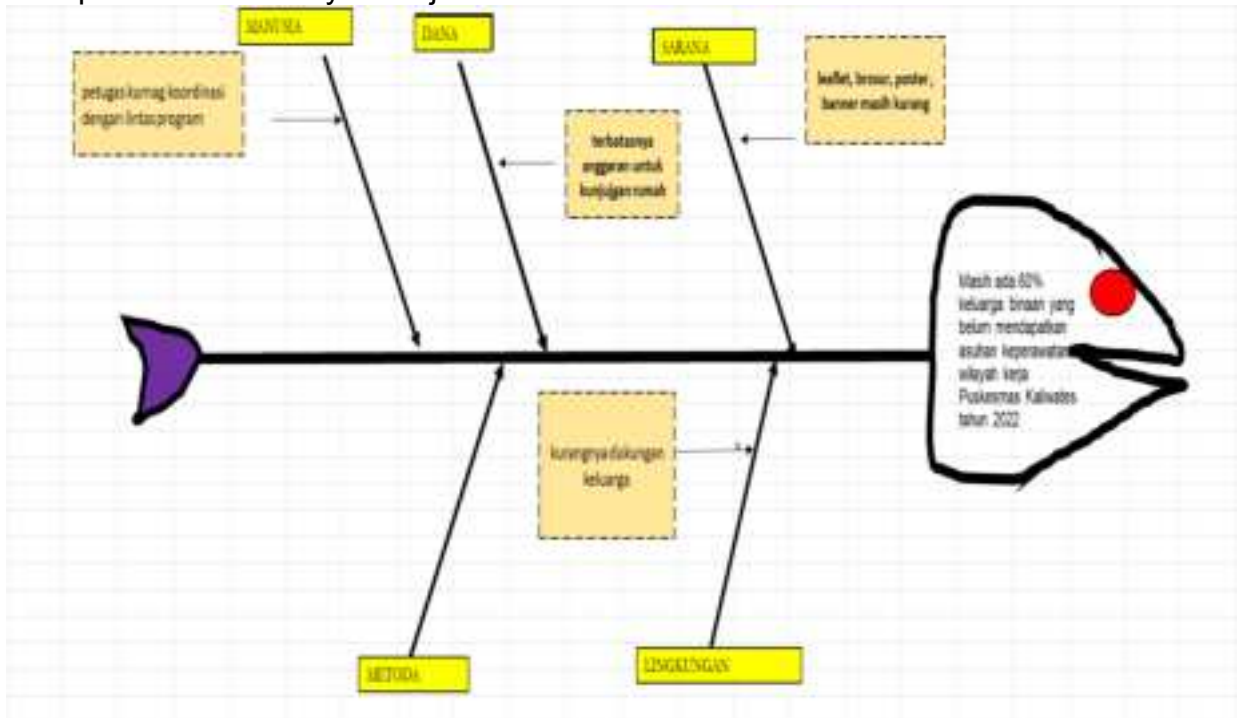 MANUSIA
DANA
SARANA
petugas kurnag koordinasi
dengan lintas program
terbatasnya
anggaran untuk
kunjujgan rumah
leaflet, brosur, poster,
banner masih kurang
Masih ada 60%
keluarga binaan yang
belum mendapatkan
asuhan keperawatan
wilayah kerja
Puskesmas Kaliwates
tahun 2022
kurangnya dukungan
keluarga
METODA
LINGKUNGAN